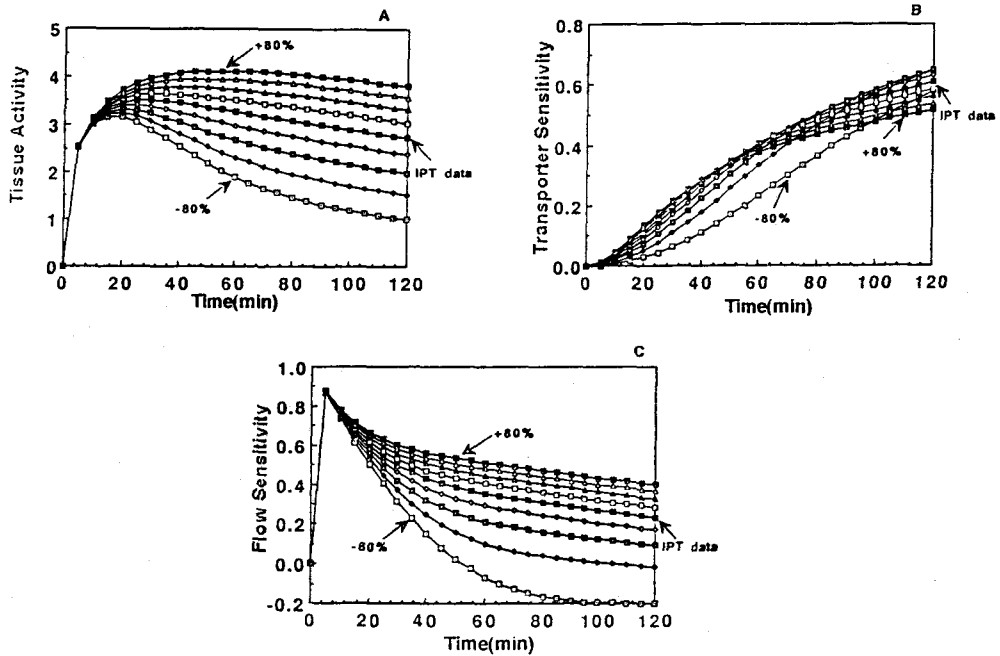 A
5
4
3
2
1
0
Tissue Activity
+80%
IPT data
-80%
0 20 40 60 80 100 120
Time(min)
B
0.8
0.6
0.4
0.2
0.0
Transporter Sensitivity
IPT data
+80%
-80%
0 20 40 60 80 100 120
Time(min)
C
1.0
0.8
0.6
0.4
0.2
0.0
-0.2
Flow Sensitivity
+80%
-80%
IPT data
0 20 40 60 80 100 120
Time(min)